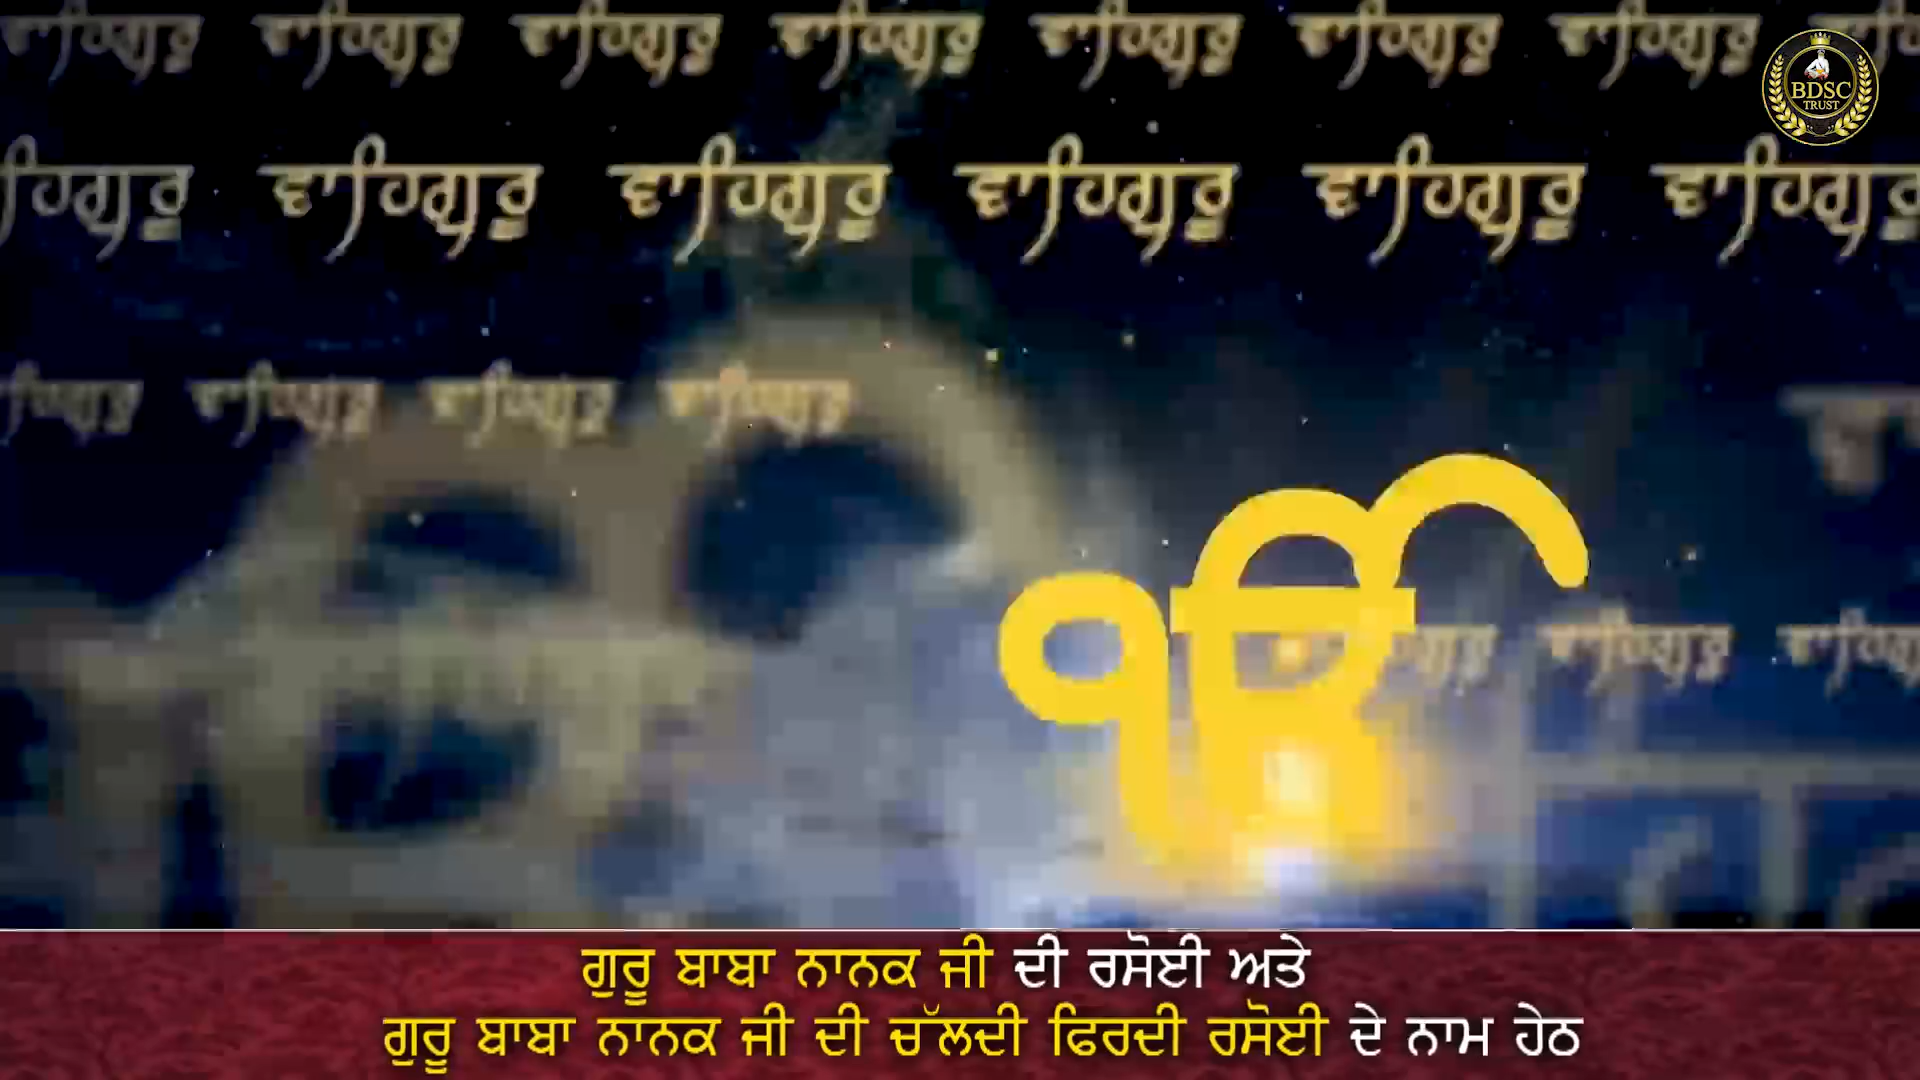 ਵਾਹਿਗੁਰੂ ਵਾਹਿਗੁਰੂ ਵਾਹਿਗੁਰੂ ਵਾਹਿਗੁਰੂ ਵਾਹਿਗੁਰੂ ਵਾਹਿਗੁਰੂ ਵਾਹਿਗੁਰੂ
BDSC
TRUST
ਵਾਹਿਗੁਰੂ ਵਾਹਿਗੁਰੂ ਵਾਹਿਗੁਰੂ ਵਾਹਿਗੁਰੂ
ਵਾਹਿਗੁਰੂ ਵਾਹਿਗੁਰੂ ਵਾਹਿਗੁਰੂ
ੴ
ਵਾਹਿਗੁਰੂ
ਗੁਰੂ ਬਾਬਾ ਨਾਨਕ ਜੀ ਦੀ ਰਸੋਈ ਅਤੇ
ਗੁਰੂ ਬਾਬਾ ਨਾਨਕ ਜੀ ਦੀ ਚੱਲਦੀ ਫਿਰਦੀ ਰਸੋਈ ਦੇ ਨਾਮ ਹੇਠ